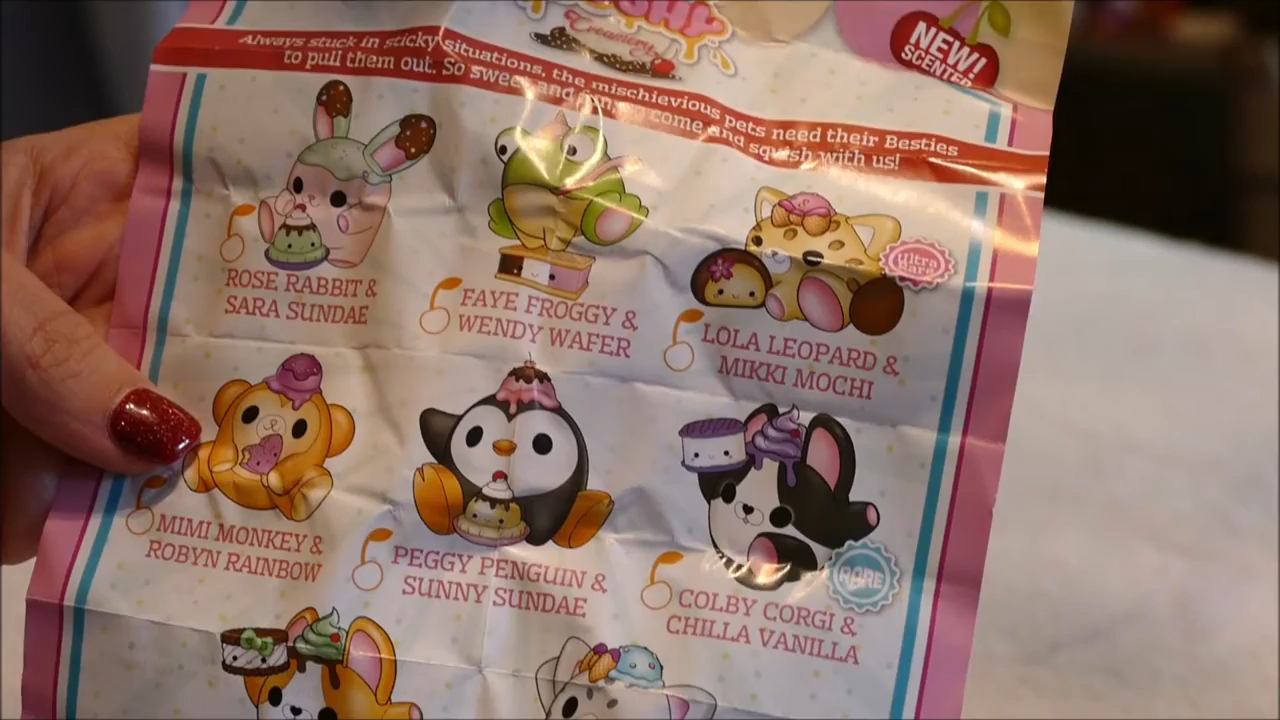 Creamery
NEW!
SCENTED
Always stuck in sticky situations, the mischievious pets need their Besties
to pull them out. So sweet and come and squish with us!
ROSE RABBIT &
SARA SUNDAE
FAYE FROGGY &
WENDY WAFER
Ultra
Rare
LOLA LEOPARD &
MIKKI MOCHI
MIMI MONKEY &
ROBYN RAINBOW
PEGGY PENGUIN &
SUNNY SUNDAE
RARE
COLBY CORGI &
CHILLA VANILLA